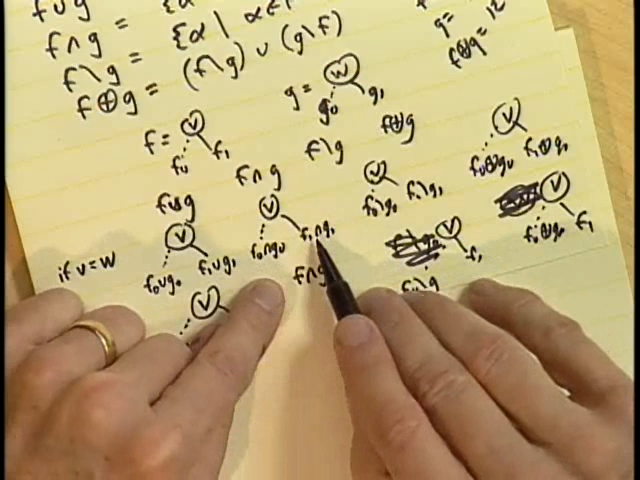 f∪g
f∩g = {α | α∈f
f\g = {α |
f⊕g = (f\g) ∪ (g\f)
g=
f⊕g = 12
f = V f₀ f₁
g = W g₀ g₁
f∪g f∩g f\g f⊕g
if v=w
V f₀∪g₀ f₁∪g₁
V f₀∩g₀ f₁∩g₁
V f₀\g₀ f₁\g₁
V f₀⊕g₀ f₁⊕g₁
V
f∩g
V f₀\g f₁
V f₀⊕g₀ f₁